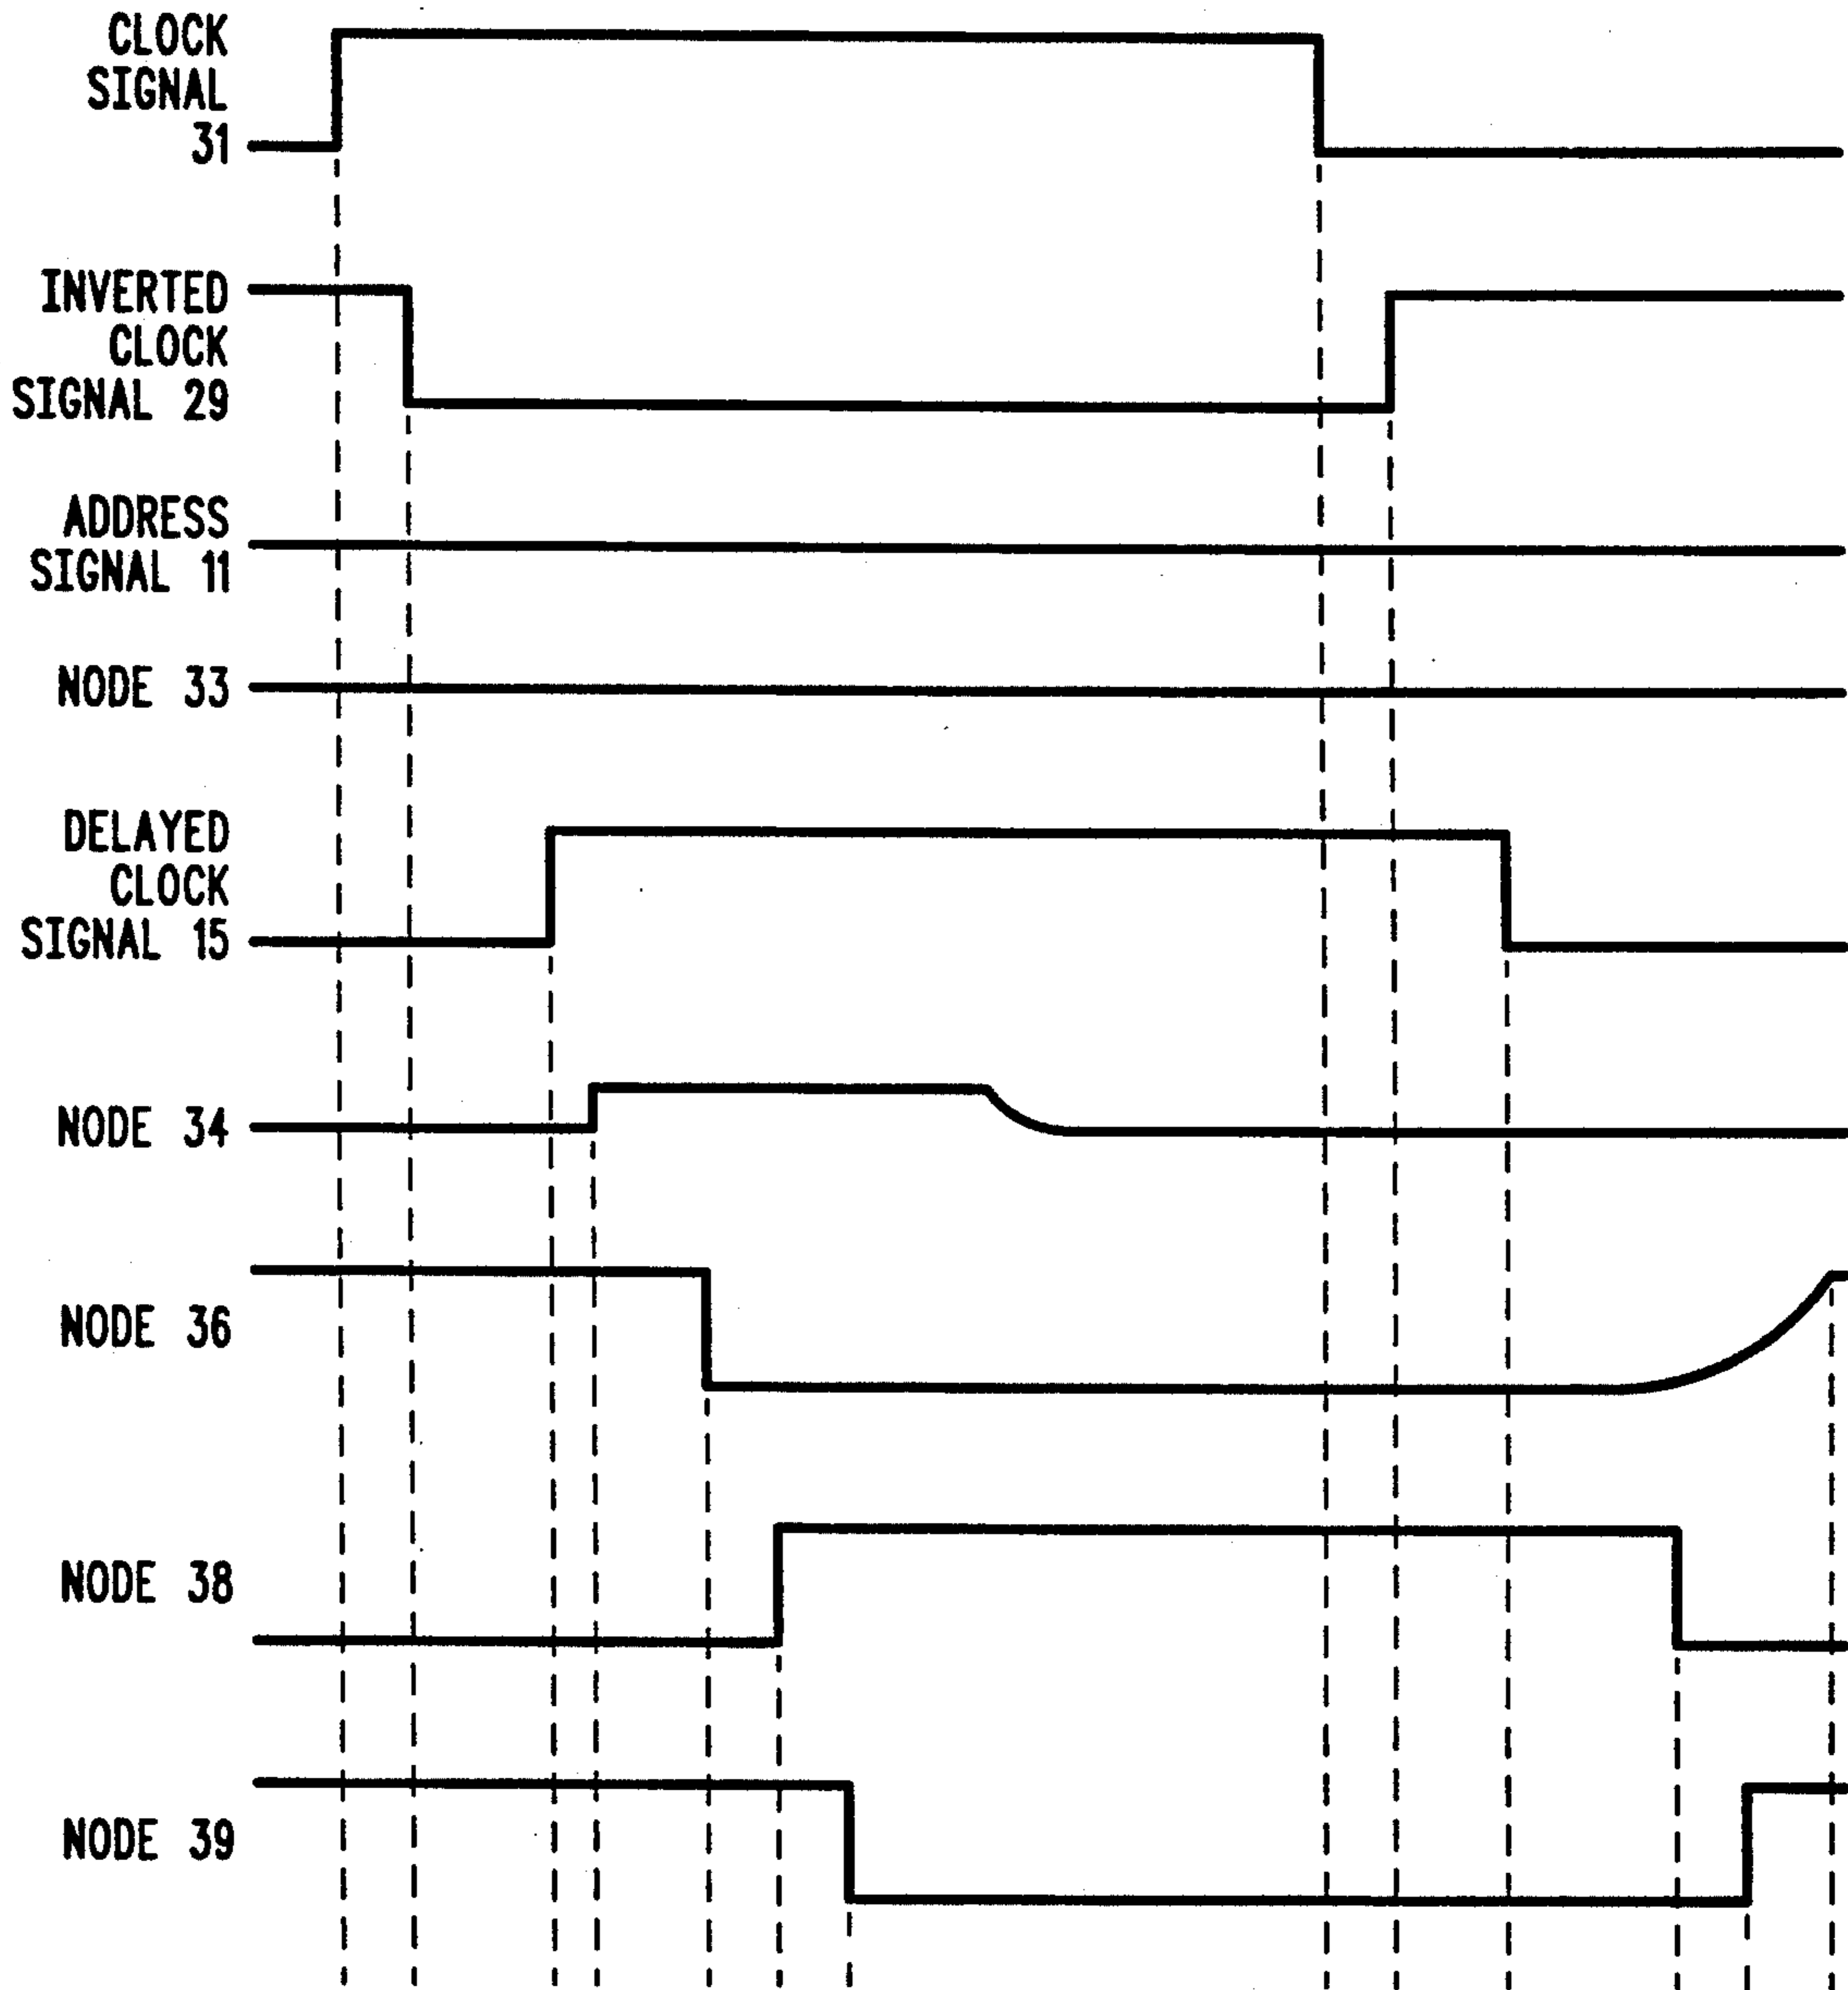 CLOCK
SIGNAL
31
INVERTED
CLOCK
SIGNAL 29
ADDRESS
SIGNAL 11
NODE 33
DELAYED
CLOCK
SIGNAL 15
NODE 34
NODE 36
NODE 38
NODE 39